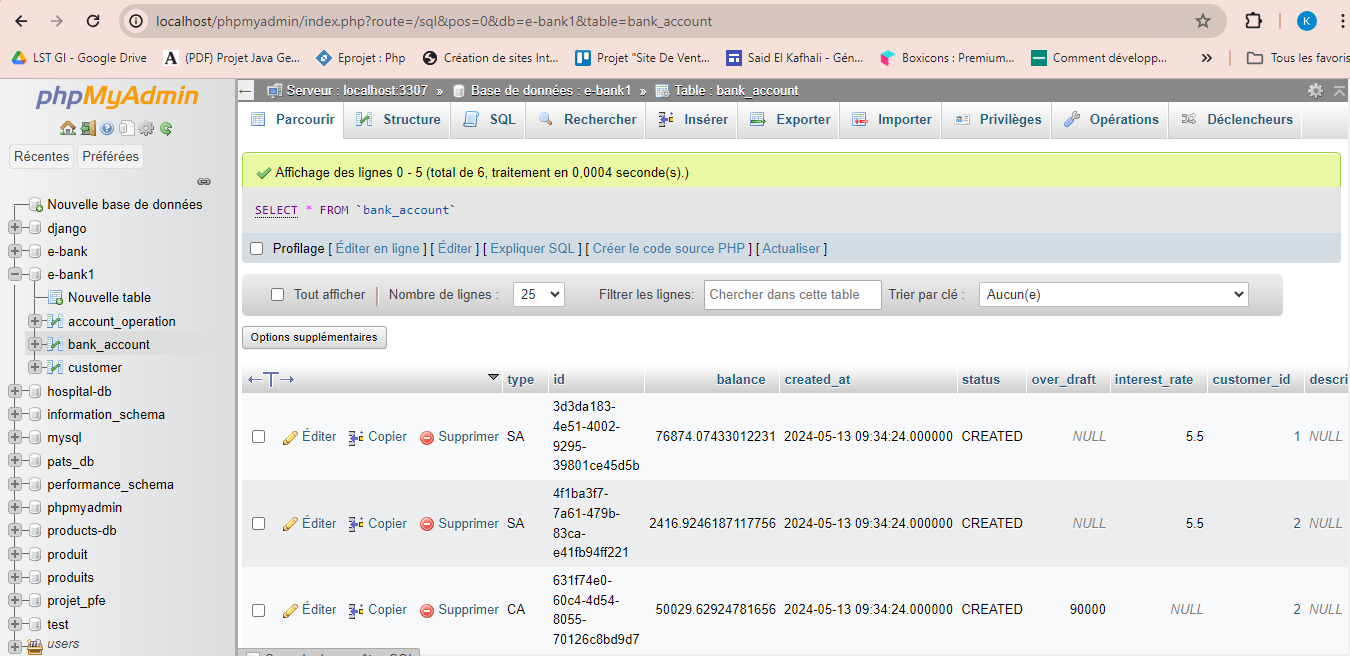 localhost/phpmyadmin/index.php?route=/sql&pos=0&db=e-bank1&table=bank_account
K
LST GI - Google Drive
(PDF) Projet Java Ge...
Eprojet : Php
Création de sites Int...
Projet "Site De Vent...
Said El Kafhali - Gén...
Boxicons : Premium...
Comment développ...
»
Tous les favoris
phpMyAdmin
Récentes
Préférées
Nouvelle base de données
django
e-bank
e-bank1
Nouvelle table
account_operation
bank_account
customer
hospital-db
information_schema
mysql
pats_db
performance_schema
phpmyadmin
products-db
produit
produits
projet_pfe
test
users
Serveur : localhost:3307 » Base de données : e-bank1 » Table : bank_account
Parcourir Structure SQL Rechercher Insérer Exporter Importer Privilèges Opérations Déclencheurs
Affichage des lignes 0 - 5 (total de 6, traitement en 0,0004 seconde(s).)
SELECT * FROM `bank_account`
Profilage [ Éditer en ligne ] [ Éditer ] [ Expliquer SQL ] [ Créer le code source PHP ] [ Actualiser ]
Tout afficher Nombre de lignes : 25 Filtrer les lignes: Chercher dans cette table Trier par clé : Aucun(e)
Options supplémentaires
type id balance created_at status over_draft interest_rate customer_id descri
3d3da183-
4e51-4002-
9295-
39801ce45d5b
Éditer Copier Supprimer SA 76874.07433012231 2024-05-13 09:34:24.000000 CREATED NULL 5.5 1 NULL
4f1ba3f7-
7a61-479b-
83ca-
e41fb94ff221
Éditer Copier Supprimer SA 2416.9246187117756 2024-05-13 09:34:24.000000 CREATED NULL 5.5 2 NULL
631f74e0-
60c4-4d54-
8055-
70126c8bd9d7
Éditer Copier Supprimer CA 50029.62924781656 2024-05-13 09:34:24.000000 CREATED 90000 NULL 2 NULL